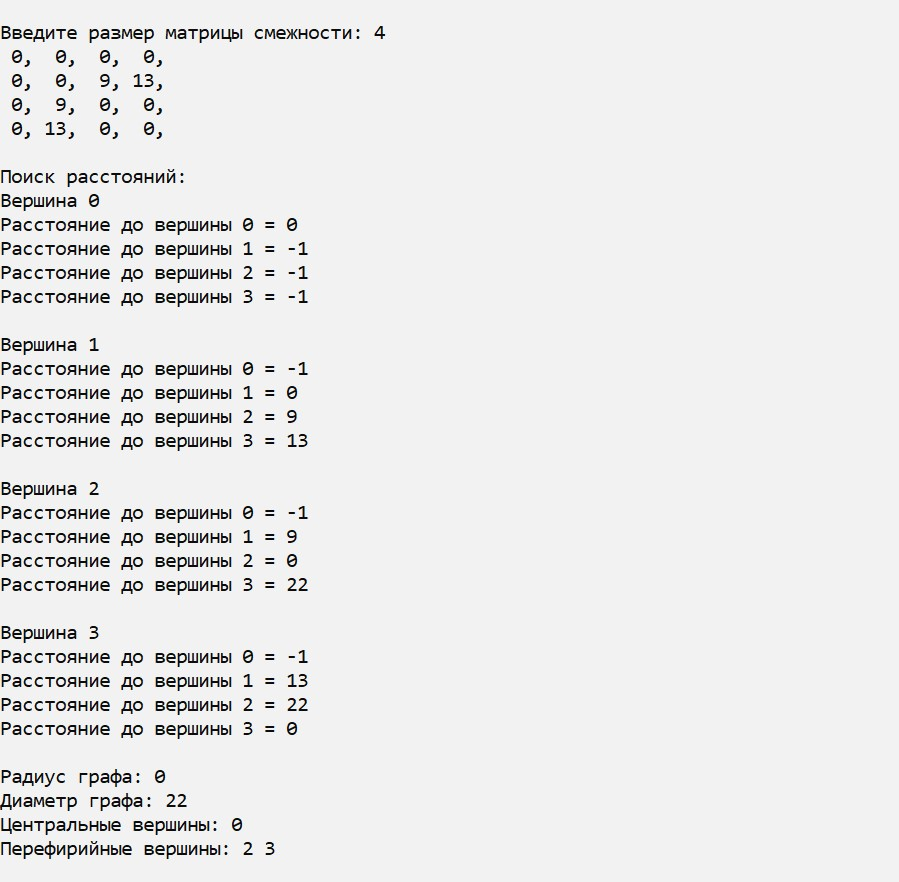 Введите размер матрицы смежности: 4
0, 0, 0, 0,
0, 0, 9, 13,
0, 9, 0, 0,
0, 13, 0, 0,
Поиск расстояний:
Вершина 0
Расстояние до вершины 0 = 0
Расстояние до вершины 1 = -1
Расстояние до вершины 2 = -1
Расстояние до вершины 3 = -1
Вершина 1
Расстояние до вершины 0 = -1
Расстояние до вершины 1 = 0
Расстояние до вершины 2 = 9
Расстояние до вершины 3 = 13
Вершина 2
Расстояние до вершины 0 = -1
Расстояние до вершины 1 = 9
Расстояние до вершины 2 = 0
Расстояние до вершины 3 = 22
Вершина 3
Расстояние до вершины 0 = -1
Расстояние до вершины 1 = 13
Расстояние до вершины 2 = 22
Расстояние до вершины 3 = 0
Радиус графа: 0
Диаметр графа: 22
Центральные вершины: 0
Перефирийные вершины: 2 3